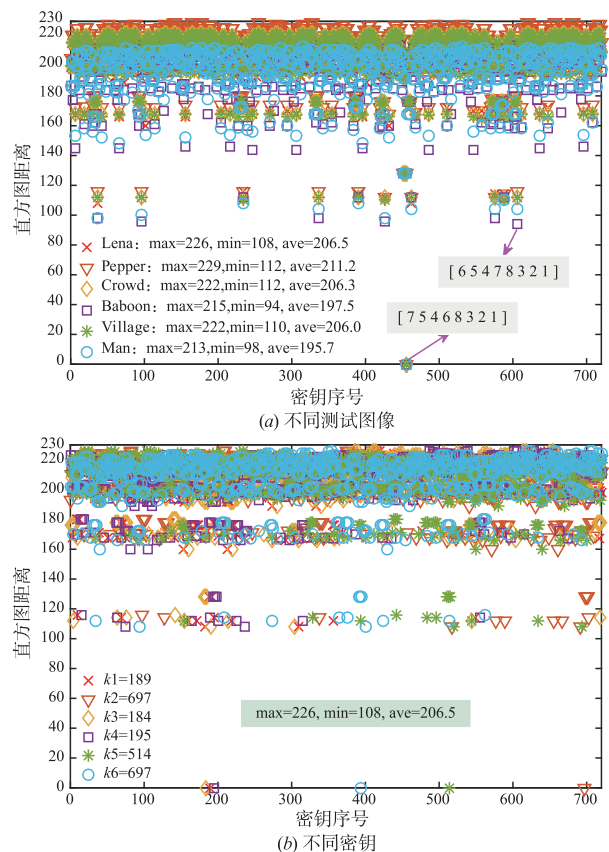 230
220
200
180
160
140
120
100
80
60
40
20
0
直方图距离
Lena：max=226, min=108, ave=206.5
Pepper：max=229,min=112, ave=211.2
Crowd：max=222,min=112, ave=206.3
Baboon：max=215,min=94, ave=197.5
Village：max=222,min=110, ave=206.0
Man：max=213,min=98, ave=195.7
[ 6 5 4 7 8 3 2 1 ]
[ 7 5 4 6 8 3 2 1 ]
0 100 200 300 400 500 600 700
密钥序号
(a) 不同测试图像
230
220
200
180
160
140
120
100
80
60
40
20
0
直方图距离
k1=189
k2=697
k3=184
k4=195
k5=514
k6=697
max=226, min=108, ave=206.5
0 100 200 300 400 500 600 700
密钥序号
(b) 不同密钥